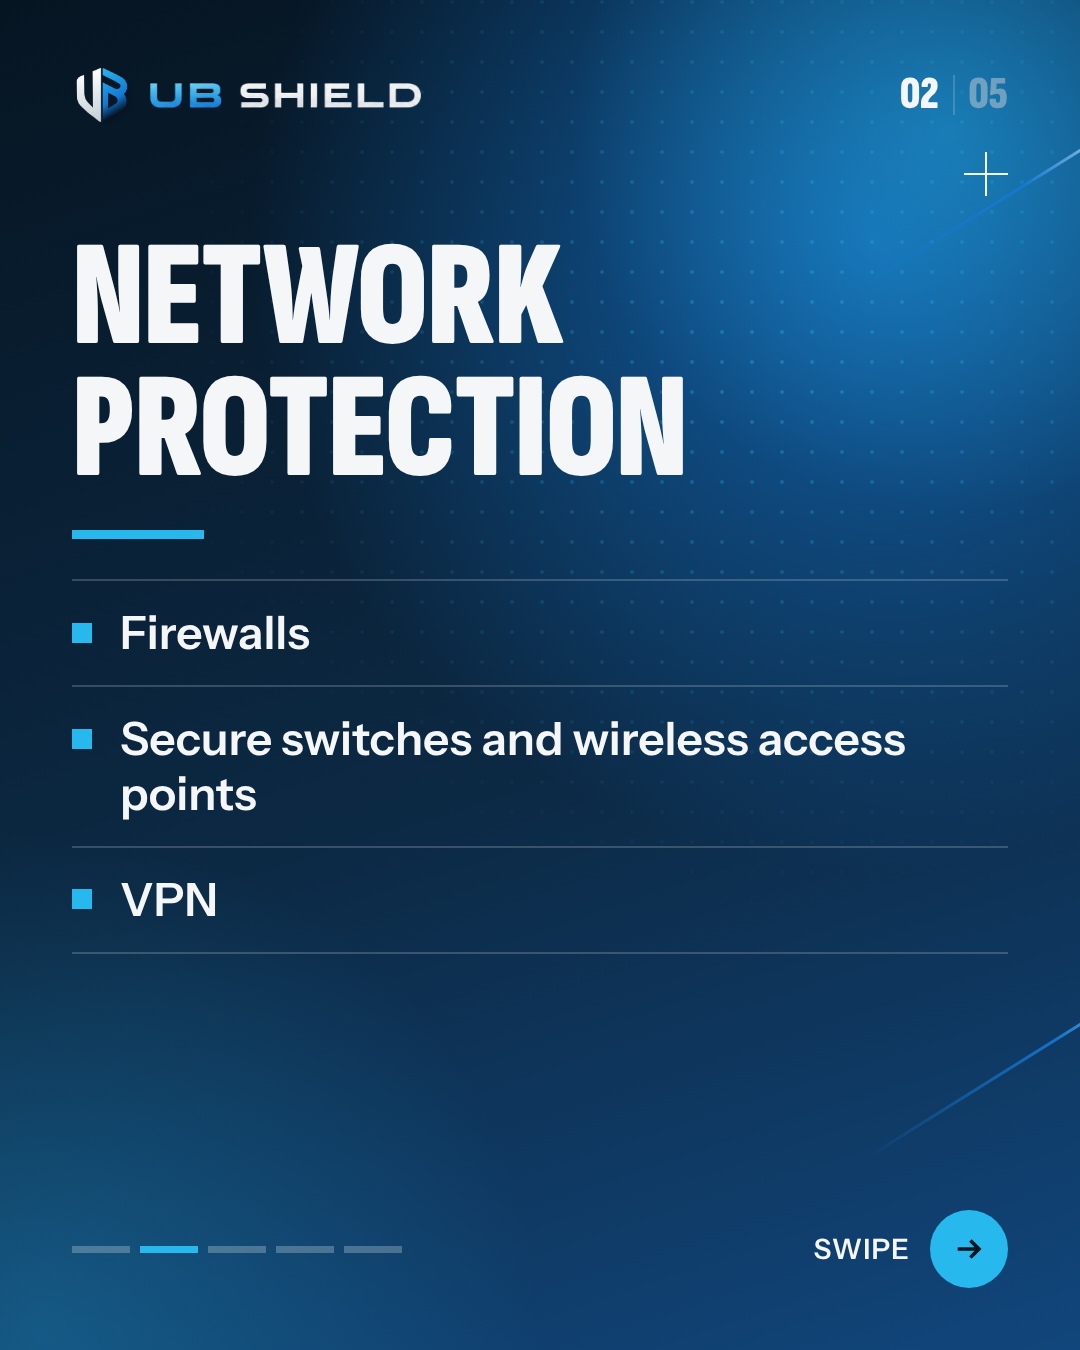 UB SHIELD
02 | 05
NETWORK
PROTECTION
Firewalls
Secure switches and wireless access
points
VPN
SWIPE